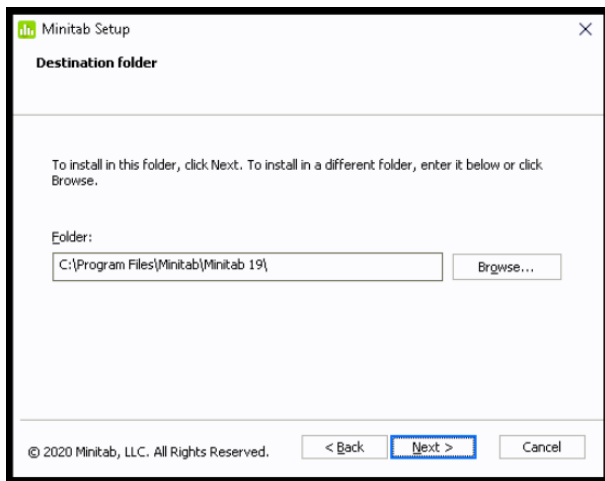 Minitab Setup
Destination folder
To install in this folder, click Next. To install in a different folder, enter it below or click
Browse.
Folder:
C:\Program Files\Minitab\Minitab 19\
Browse...
© 2020 Minitab, LLC. All Rights Reserved.
< Back
Next >
Cancel